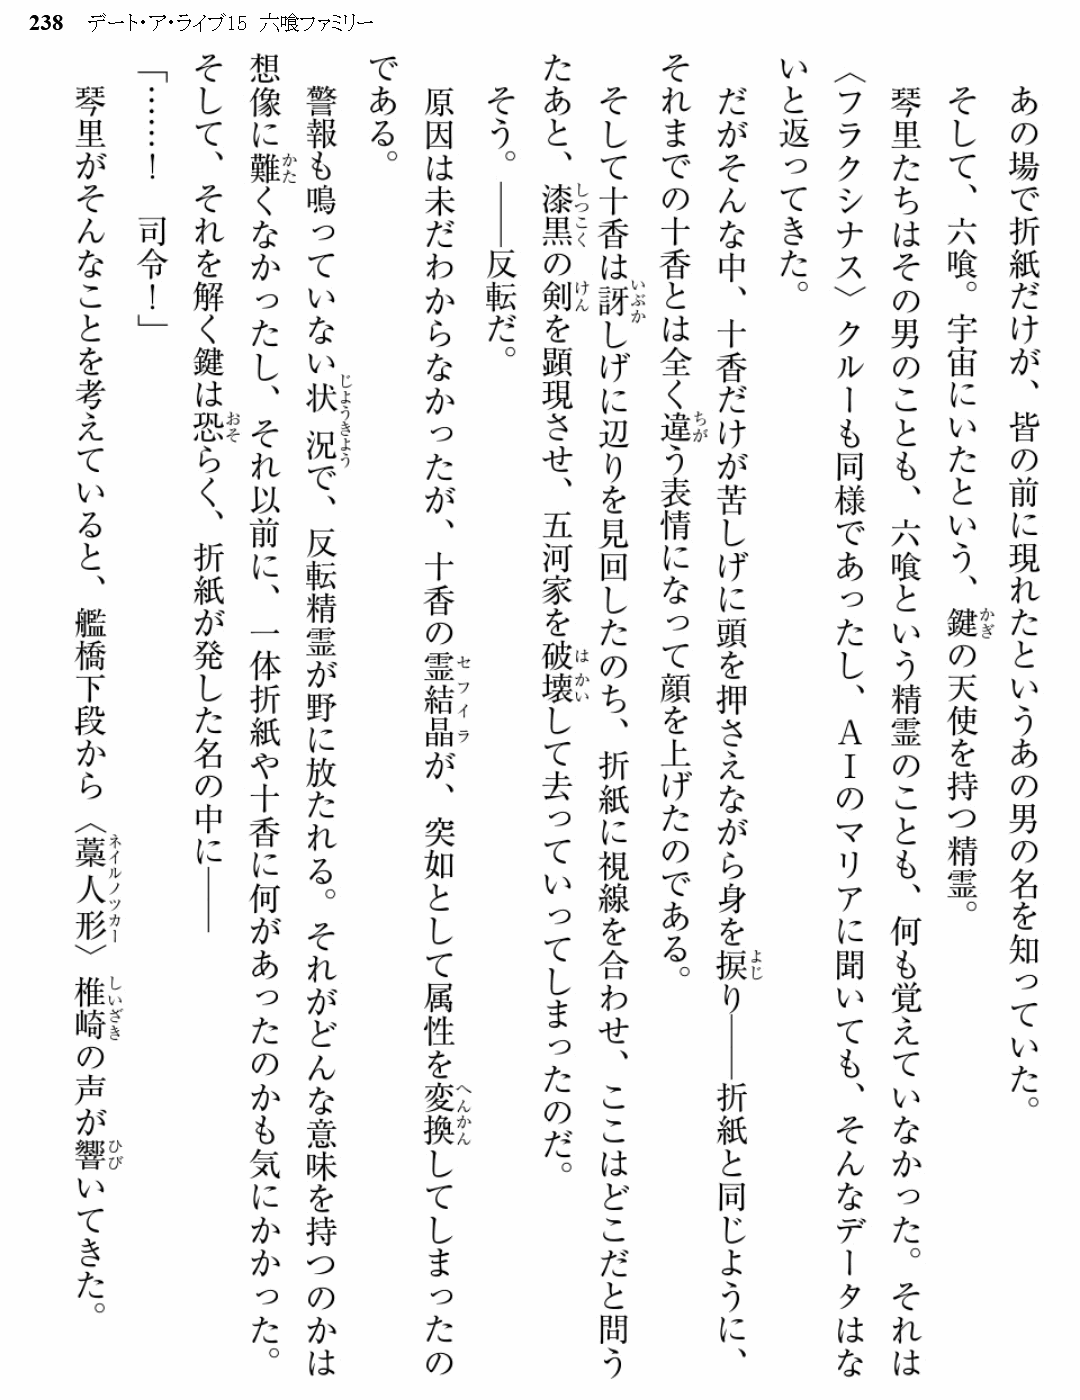 238 デート・ア・ライブ15 六喰ファミリー
あの場で折紙だけが、皆の前に現れたというあの男の名を知っていた。
そして、六喰。宇宙にいたという、鍵の天使を持つ精霊。
琴里たちはその男のことも、六喰という精霊のことも、何も覚えていなかった。それは
〈フラクシナス〉クルーも同様であったし、AIのマリアに聞いても、そんなデータはな
いと返ってきた。
だがそんな中、十香だけが苦しげに頭を押さえながら身を捩り――折紙と同じように、
それまでの十香とは全く違う表情になって顔を上げたのである。
そして十香は訝しげに辺りを見回したのち、折紙に視線を合わせ、ここはどこだと問う
たあと、漆黒の剣を顕現させ、五河家を破壊して去っていってしまったのだ。
そう。――反転だ。
原因は未だわからなかったが、十香の霊結晶が、突如として属性を変換してしまったの
である。
警報も鳴っていない状況で、反転精霊が野に放たれる。それがどんな意味を持つのかは
想像に難くなかったし、それ以前に、一体折紙や十香に何があったのかも気にかかった。
そして、それを解く鍵は恐らく、折紙が発した名の中に――
「……！　司令！」
琴里がそんなことを考えていると、艦橋下段から〈藁人形〉椎崎の声が響いてきた。